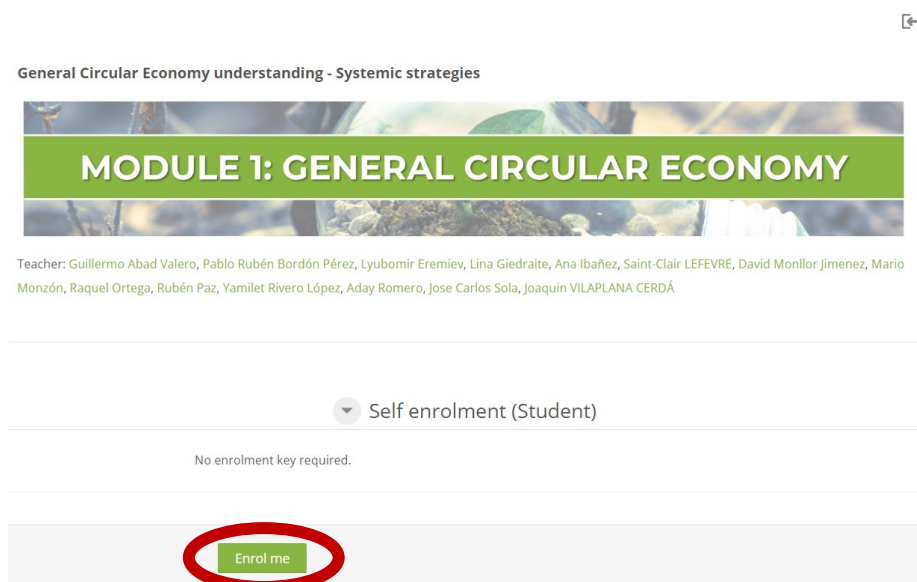 General Circular Economy understanding - Systemic strategies
MODULE 1: GENERAL CIRCULAR ECONOMY
Teacher: Guillermo Abad Valero, Pablo Rubén Bordón Pérez, Lyubomir Eremiev, Lina Giedraite, Ana Ibañez, Saint-Clair LEFEVRE, David Monllor Jimenez, Mario
Monzón, Raquel Ortega, Rubén Paz, Yamilet Rivero López, Aday Romero, Jose Carlos Sola, Joaquin VILAPLANA CERDÁ
Self enrolment (Student)
No enrolment key required.
Enrol me